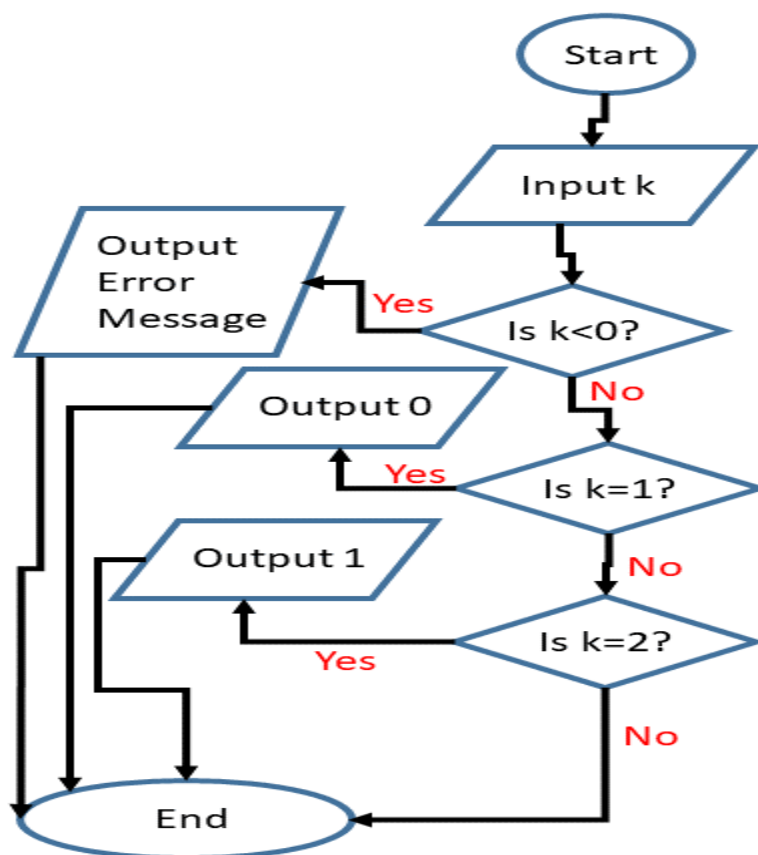 Start
Input k
Output
Error
Message
Yes
Is k<0?
No
Output 0
Yes
Is k=1?
No
Output 1
Yes
Is k=2?
No
End